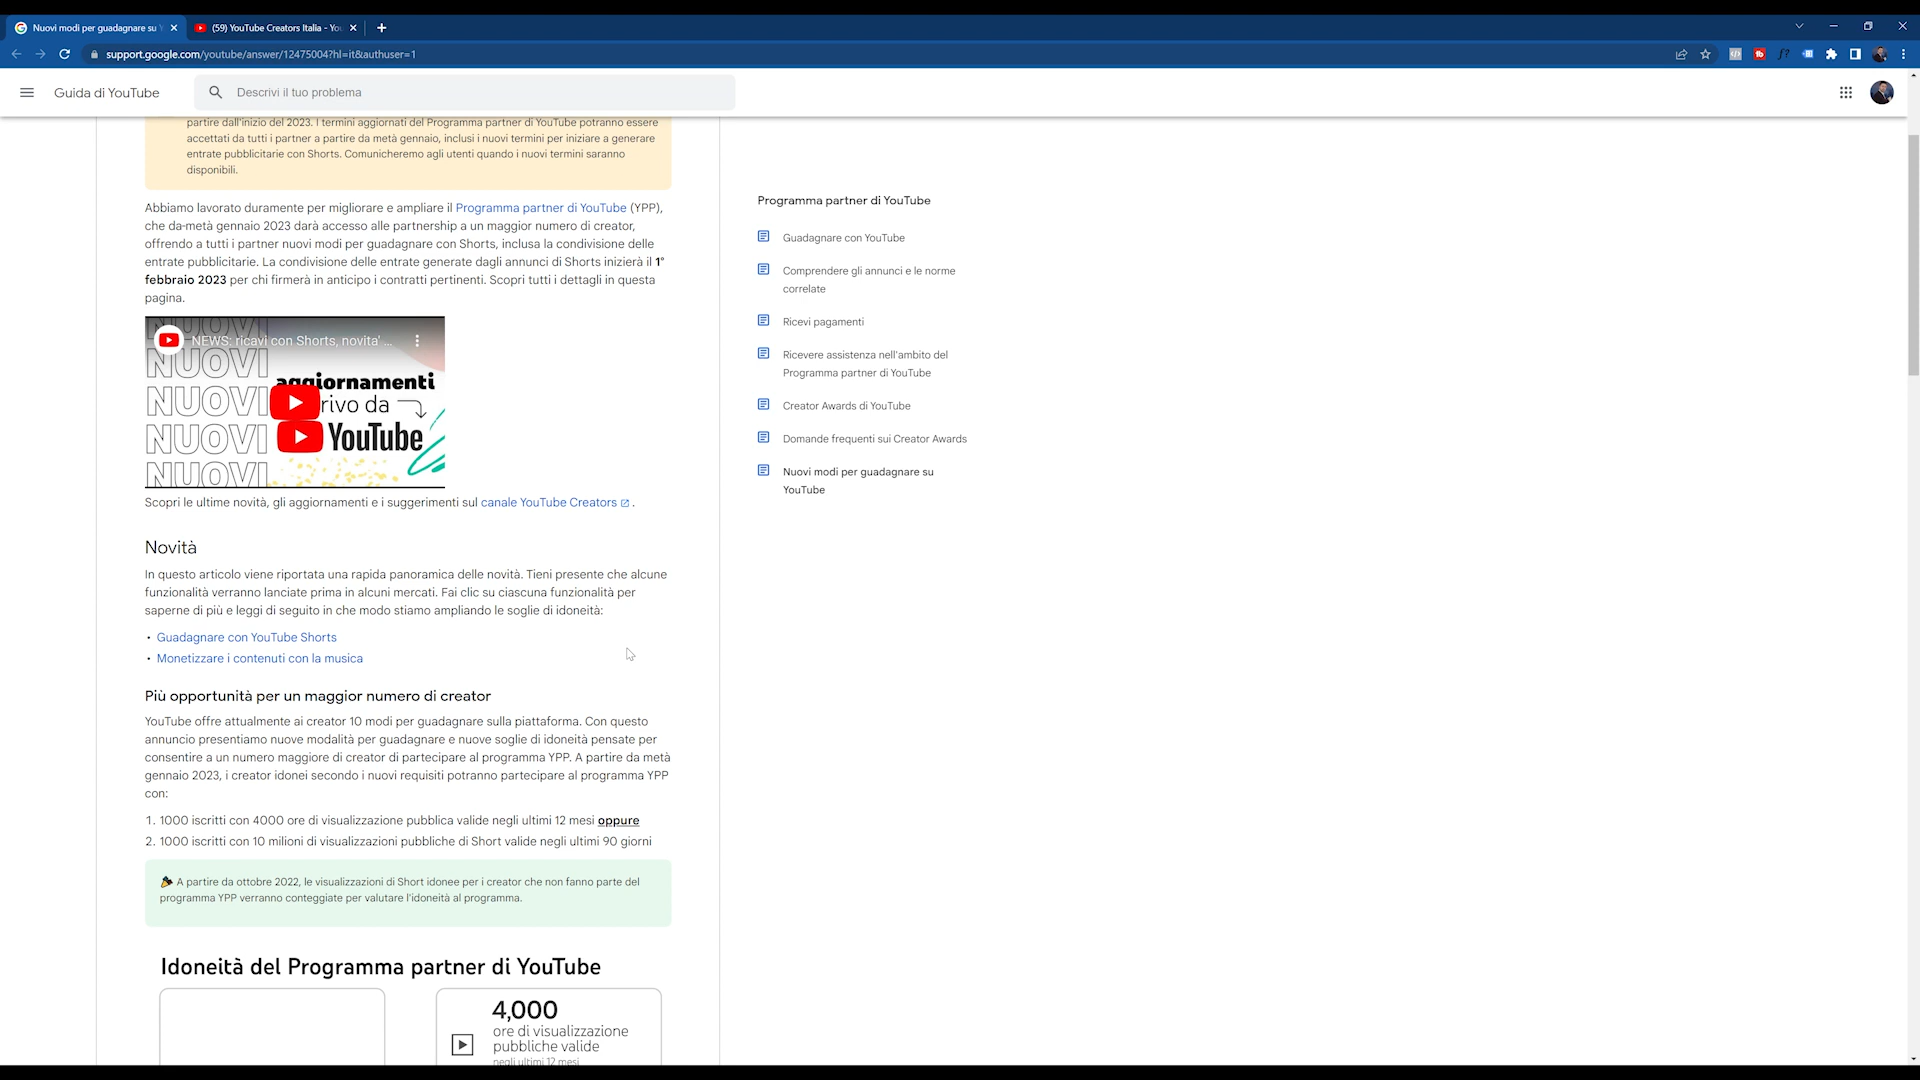 Nuovi modi per guadagnare su Y
(59) YouTube Creators Italia - You
support.google.com/youtube/answer/12475004?hl=it&authuser=1
Guida di YouTube
Descrivi il tuo problema
partire dall'inizio del 2023. I termini aggiornati del Programma partner di YouTube potranno essere
accettati da tutti i partner a partire da metà gennaio, inclusi i nuovi termini per iniziare a generare
entrate pubblicitarie con Shorts. Comunicheremo agli utenti quando i nuovi termini saranno
disponibili.
Abbiamo lavorato duramente per migliorare e ampliare il Programma partner di YouTube (YPP),
che da-metà gennaio 2023 darà accesso alle partnership a un maggior numero di creator,
offrendo a tutti i partner nuovi modi per guadagnare con Shorts, inclusa la condivisione delle
entrate pubblicitarie. La condivisione delle entrate generate dagli annunci di Shorts inizierà il 1°
febbraio 2023 per chi firmerà in anticipo i contratti pertinenti. Scopri tutti i dettagli in questa
pagina.
NUOVI
NEWS: ricavi con Shorts, novita' ...
NUOVI
aggiornamenti
NUOVI
rivo da
NUOVI
YouTube
NUOVI
Scopri le ultime novità, gli aggiornamenti e i suggerimenti sul canale YouTube Creators .
Novità
In questo articolo viene riportata una rapida panoramica delle novità. Tieni presente che alcune
funzionalità verranno lanciate prima in alcuni mercati. Fai clic su ciascuna funzionalità per
saperne di più e leggi di seguito in che modo stiamo ampliando le soglie di idoneità:
• Guadagnare con YouTube Shorts
• Monetizzare i contenuti con la musica
Più opportunità per un maggior numero di creator
YouTube offre attualmente ai creator 10 modi per guadagnare sulla piattaforma. Con questo
annuncio presentiamo nuove modalità per guadagnare e nuove soglie di idoneità pensate per
consentire a un numero maggiore di creator di partecipare al programma YPP. A partire da metà
gennaio 2023, i creator idonei secondo i nuovi requisiti potranno partecipare al programma YPP
con:
1. 1000 iscritti con 4000 ore di visualizzazione pubblica valide negli ultimi 12 mesi oppure
2. 1000 iscritti con 10 milioni di visualizzazioni pubbliche di Short valide negli ultimi 90 giorni
A partire da ottobre 2022, le visualizzazioni di Short idonee per i creator che non fanno parte del
programma YPP verranno conteggiate per valutare l'idoneità al programma.
Idoneità del Programma partner di YouTube
4,000
ore di visualizzazione
pubbliche valide
negli ultimi 12 mesi
Programma partner di YouTube
Guadagnare con YouTube
Comprendere gli annunci e le norme
correlate
Ricevi pagamenti
Ricevere assistenza nell'ambito del
Programma partner di YouTube
Creator Awards di YouTube
Domande frequenti sui Creator Awards
Nuovi modi per guadagnare su
YouTube